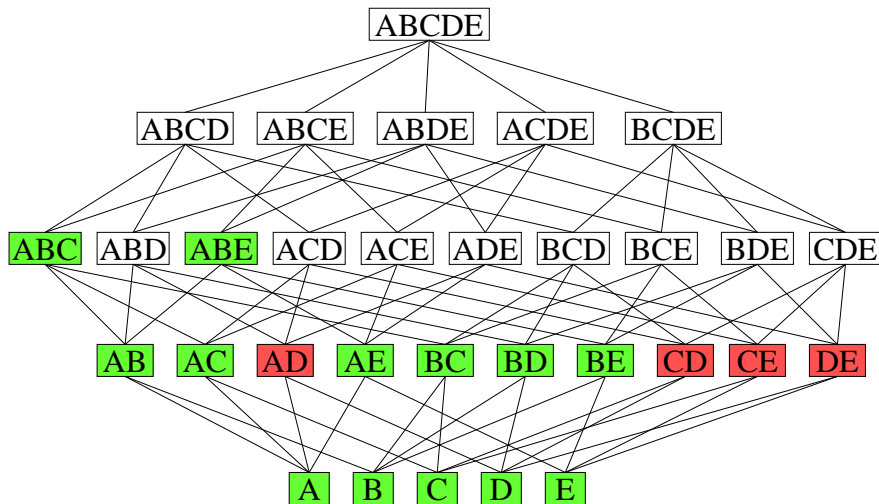 ABCDE
ABCD ABCE ABDE ACDE BCDE
ABC ABD ABE ACD ACE ADE BCD BCE BDE CDE
AB AC AD AE BC BD BE CD CE DE
A B C D E